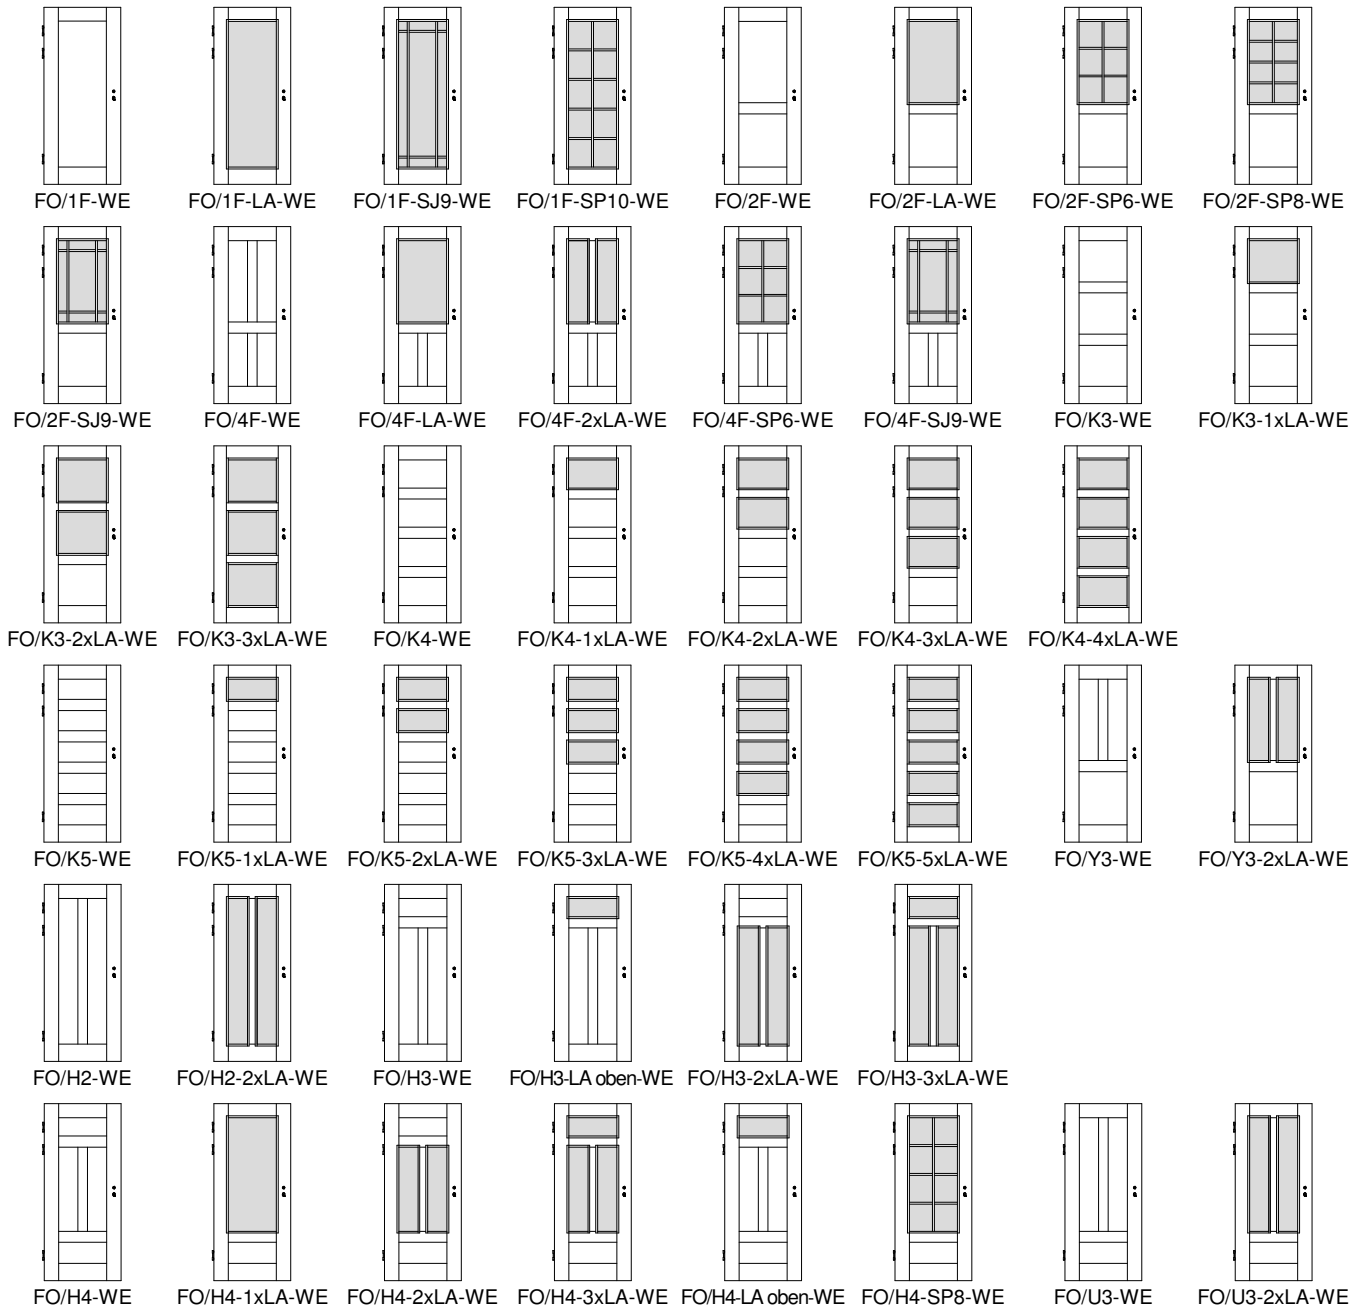 FO/1F-WE FO/1F-LA-WE FO/1F-SJ9-WE FO/1F-SP10-WE FO/2F-WE FO/2F-LA-WE FO/2F-SP6-WE FO/2F-SP8-WE
FO/2F-SJ9-WE FO/4F-WE FO/4F-LA-WE FO/4F-2xLA-WE FO/4F-SP6-WE FO/4F-SJ9-WE FO/K3-WE FO/K3-1xLA-WE
FO/K3-2xLA-WE FO/K3-3xLA-WE FO/K4-WE FO/K4-1xLA-WE FO/K4-2xLA-WE FO/K4-3xLA-WE FO/K4-4xLA-WE
FO/K5-WE FO/K5-1xLA-WE FO/K5-2xLA-WE FO/K5-3xLA-WE FO/K5-4xLA-WE FO/K5-5xLA-WE FO/Y3-WE FO/Y3-2xLA-WE
FO/H2-WE FO/H2-2xLA-WE FO/H3-WE FO/H3-LA oben-WE FO/H3-2xLA-WE FO/H3-3xLA-WE
FO/H4-WE FO/H4-1xLA-WE FO/H4-2xLA-WE FO/H4-3xLA-WE FO/H4-LA oben-WE FO/H4-SP8-WE FO/U3-WE FO/U3-2xLA-WE